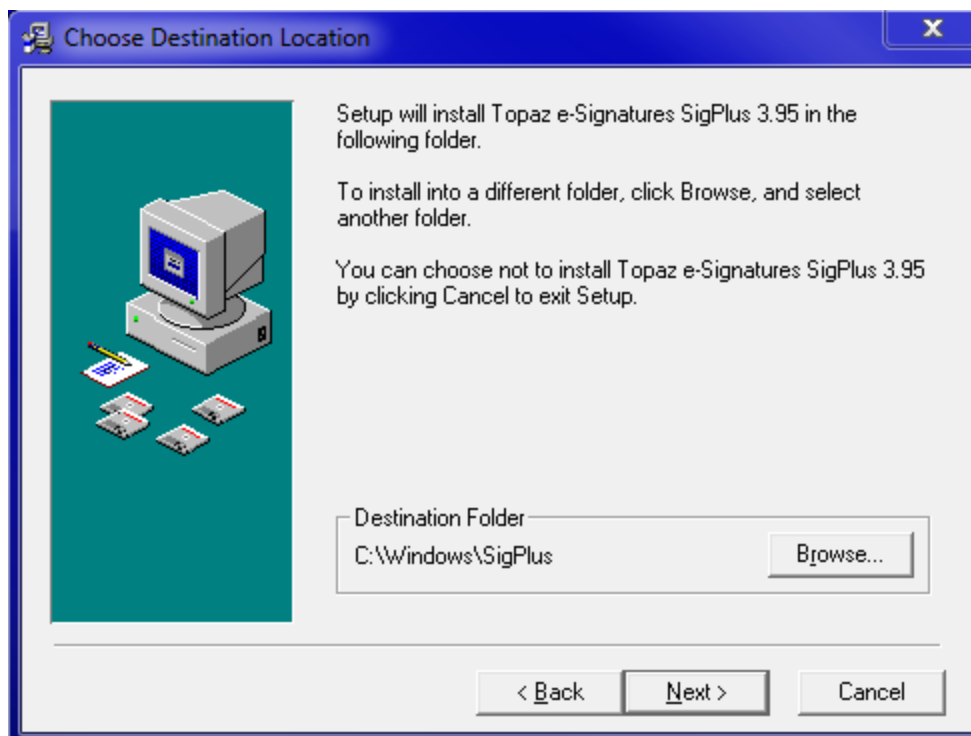 Choose Destination Location
X
Setup will install Topaz e-Signatures SigPlus 3.95 in the
following folder.
To install into a different folder, click Browse, and select
another folder.
You can choose not to install Topaz e-Signatures SigPlus 3.95
by clicking Cancel to exit Setup.
Destination Folder
C:\Windows\SigPlus
Browse...
< Back
Next >
Cancel